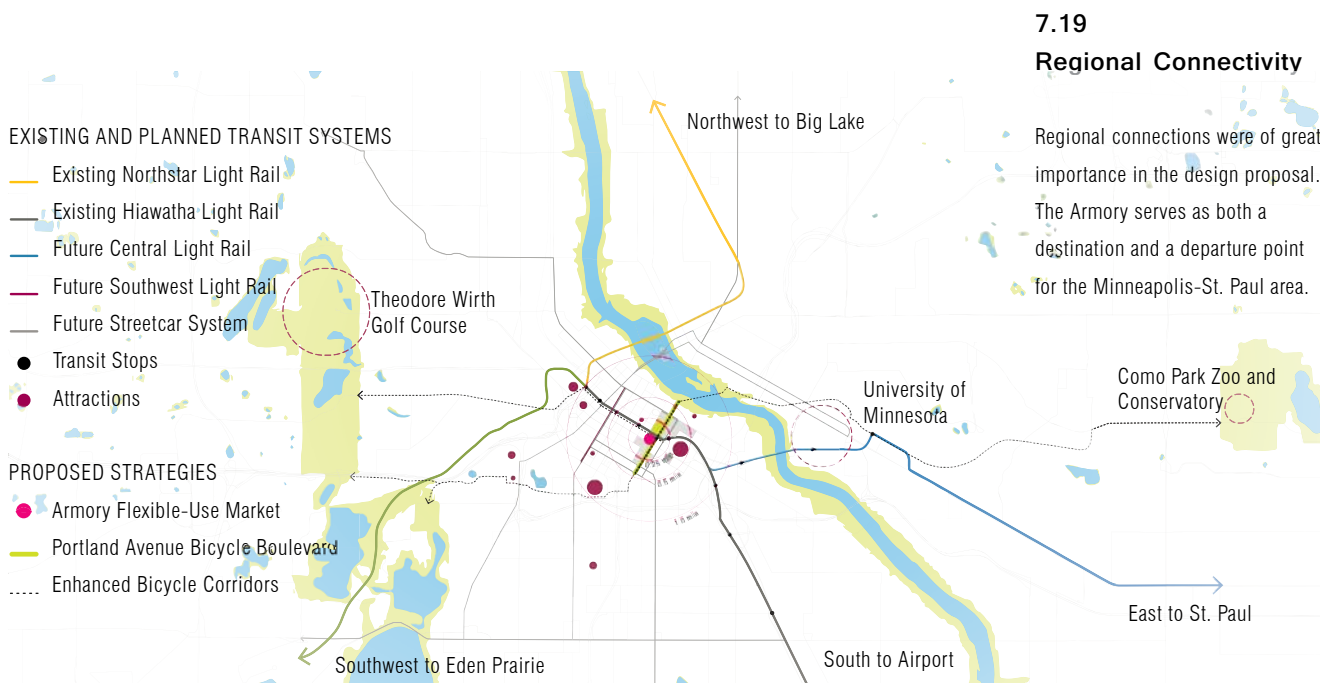 7.19
Regional Connectivity
Regional connections were of great
importance in the design proposal.
The Armory serves as both a
destination and a departure point
for the Minneapolis-St. Paul area.
EXISTING AND PLANNED TRANSIT SYSTEMS
Existing Northstar Light Rail
Existing Hiawatha Light Rail
Future Central Light Rail
Future Southwest Light Rail
Future Streetcar System
Transit Stops
Attractions
PROPOSED STRATEGIES
Armory Flexible-Use Market
Portland Avenue Bicycle Boulevard
Enhanced Bicycle Corridors
Northwest to Big Lake
Theodore Wirth
Golf Course
University of
Minnesota
Como Park Zoo and
Conservatory
East to St. Paul
South to Airport
Southwest to Eden Prairie